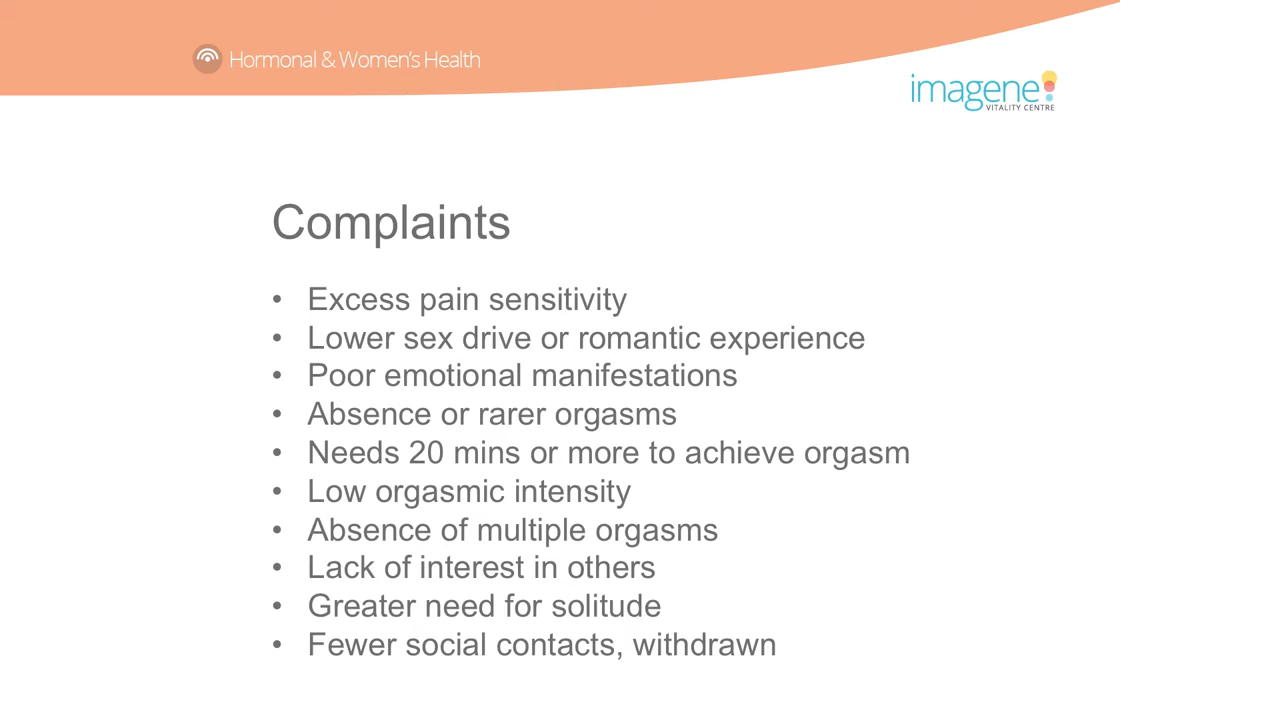 Hormonal & Women's Health
imagene
VITALITY CENTRE
Complaints
• Excess pain sensitivity
• Lower sex drive or romantic experience
• Poor emotional manifestations
• Absence or rarer orgasms
• Needs 20 mins or more to achieve orgasm
• Low orgasmic intensity
• Absence of multiple orgasms
• Lack of interest in others
• Greater need for solitude
• Fewer social contacts, withdrawn